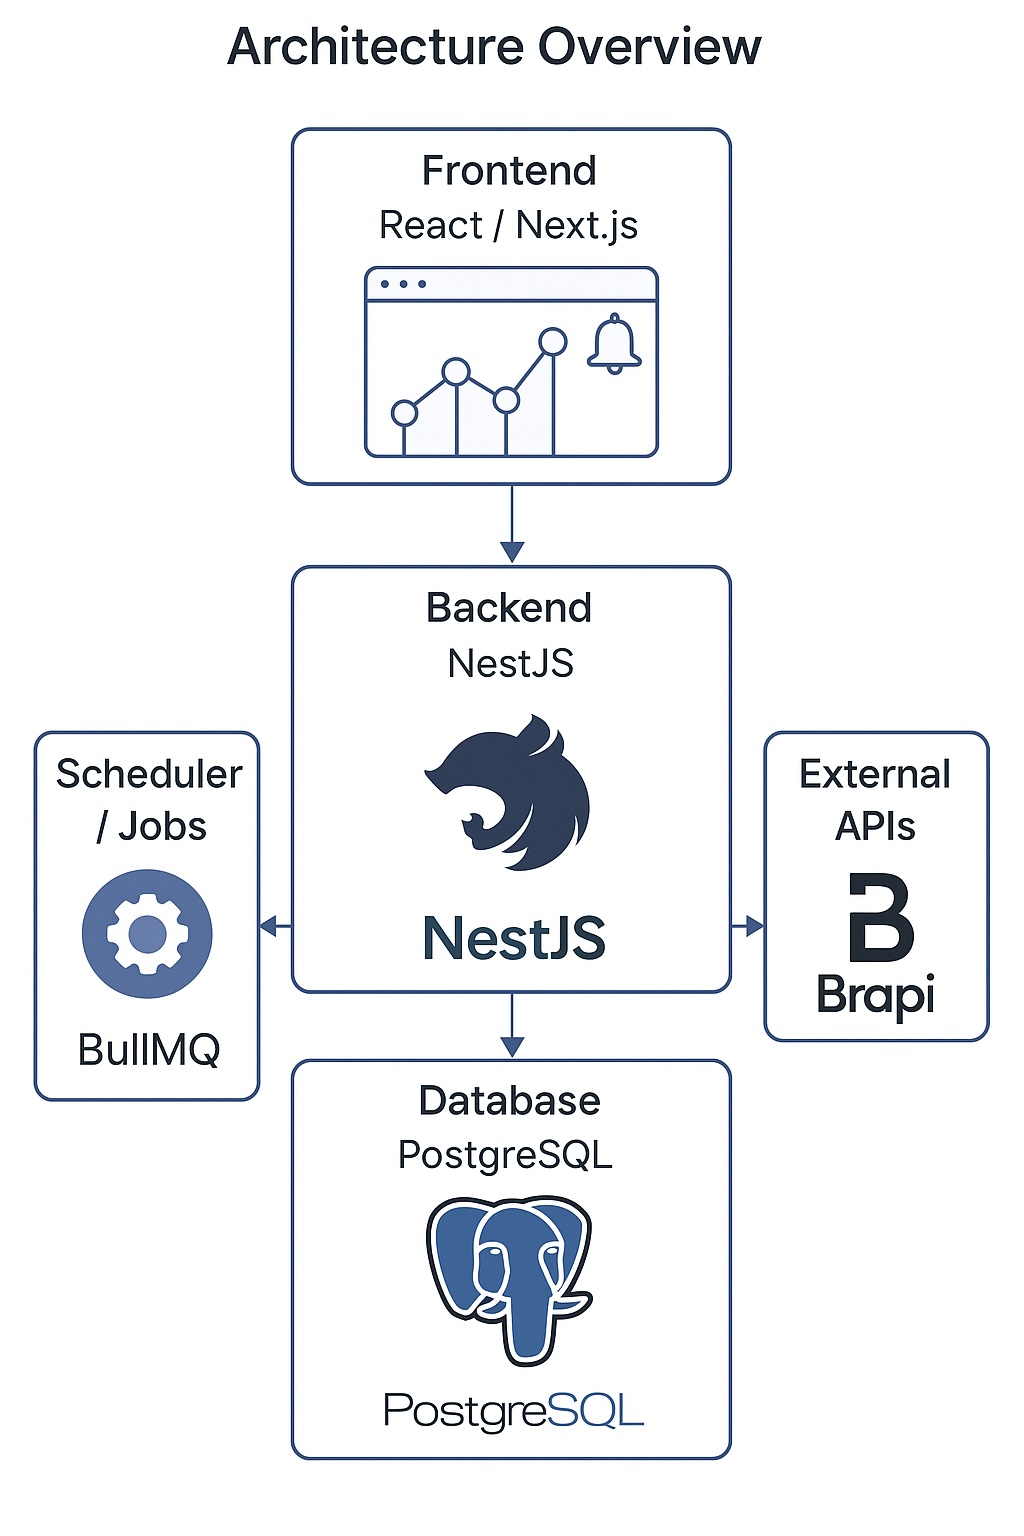 Architecture Overview
Frontend
React / Next.js
Backend
NestJS
NestJS
Scheduler
/ Jobs
BullMQ
External
APIs
B
Brapi
Database
PostgreSQL
PostgreSQL